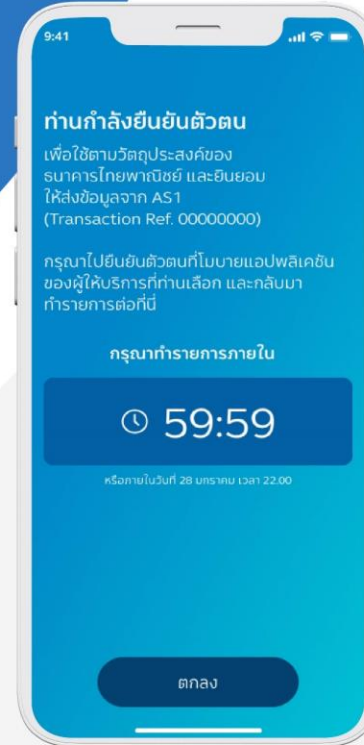 9:41
ท่านกำลังยืนยันตัวตน
เพื่อใช้ตามวัตถุประสงค์ของ
ธนาคารไทยพาณิชย์ และยินยอม
ให้ส่งข้อมูลจาก AS1
(Transaction Ref. 00000000)
กรุณาไปยืนยันตัวตนที่โมบายแอปพลิเคชัน
ของผู้ให้บริการที่ท่านเลือก และกลับมา
ทำรายการต่อที่นี่
กรุณาทำรายการภายใน
59:59
หรือภายในวันที่ 28 มกราคม เวลา 22.00
ตกลง